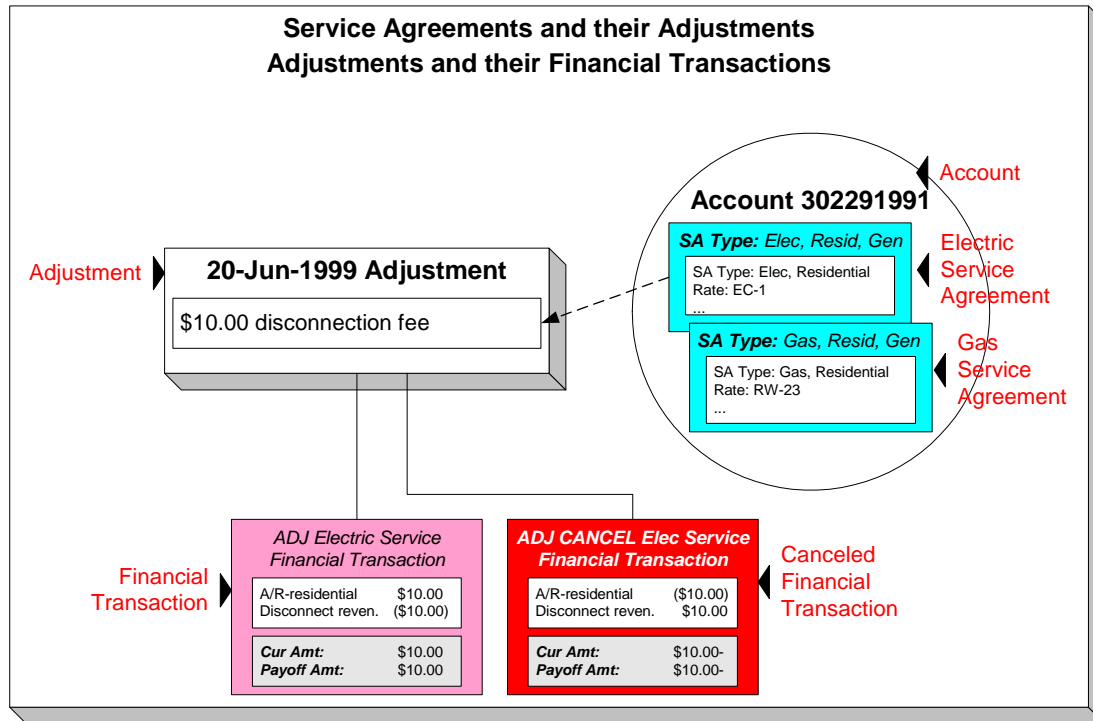 Service Agreements and their Adjustments
Adjustments and their Financial Transactions
Account
Account 302291991
SA Type: Elec, Resid, Gen
SA Type: Elec, Residential
Rate: EC-1
...
Electric
Service
Agreement
SA Type: Gas, Resid, Gen
SA Type: Gas, Residential
Rate: RW-23
...
Gas
Service
Agreement
Adjustment
20-Jun-1999 Adjustment
$10.00 disconnection fee
Financial
Transaction
ADJ Electric Service
Financial Transaction
A/R-residential $10.00
Disconnect reven. ($10.00)
Cur Amt: $10.00
Payoff Amt: $10.00
ADJ CANCEL Elec Service
Financial Transaction
A/R-residential ($10.00)
Disconnect reven. $10.00
Cur Amt: $10.00-
Payoff Amt: $10.00-
Canceled
Financial
Transaction